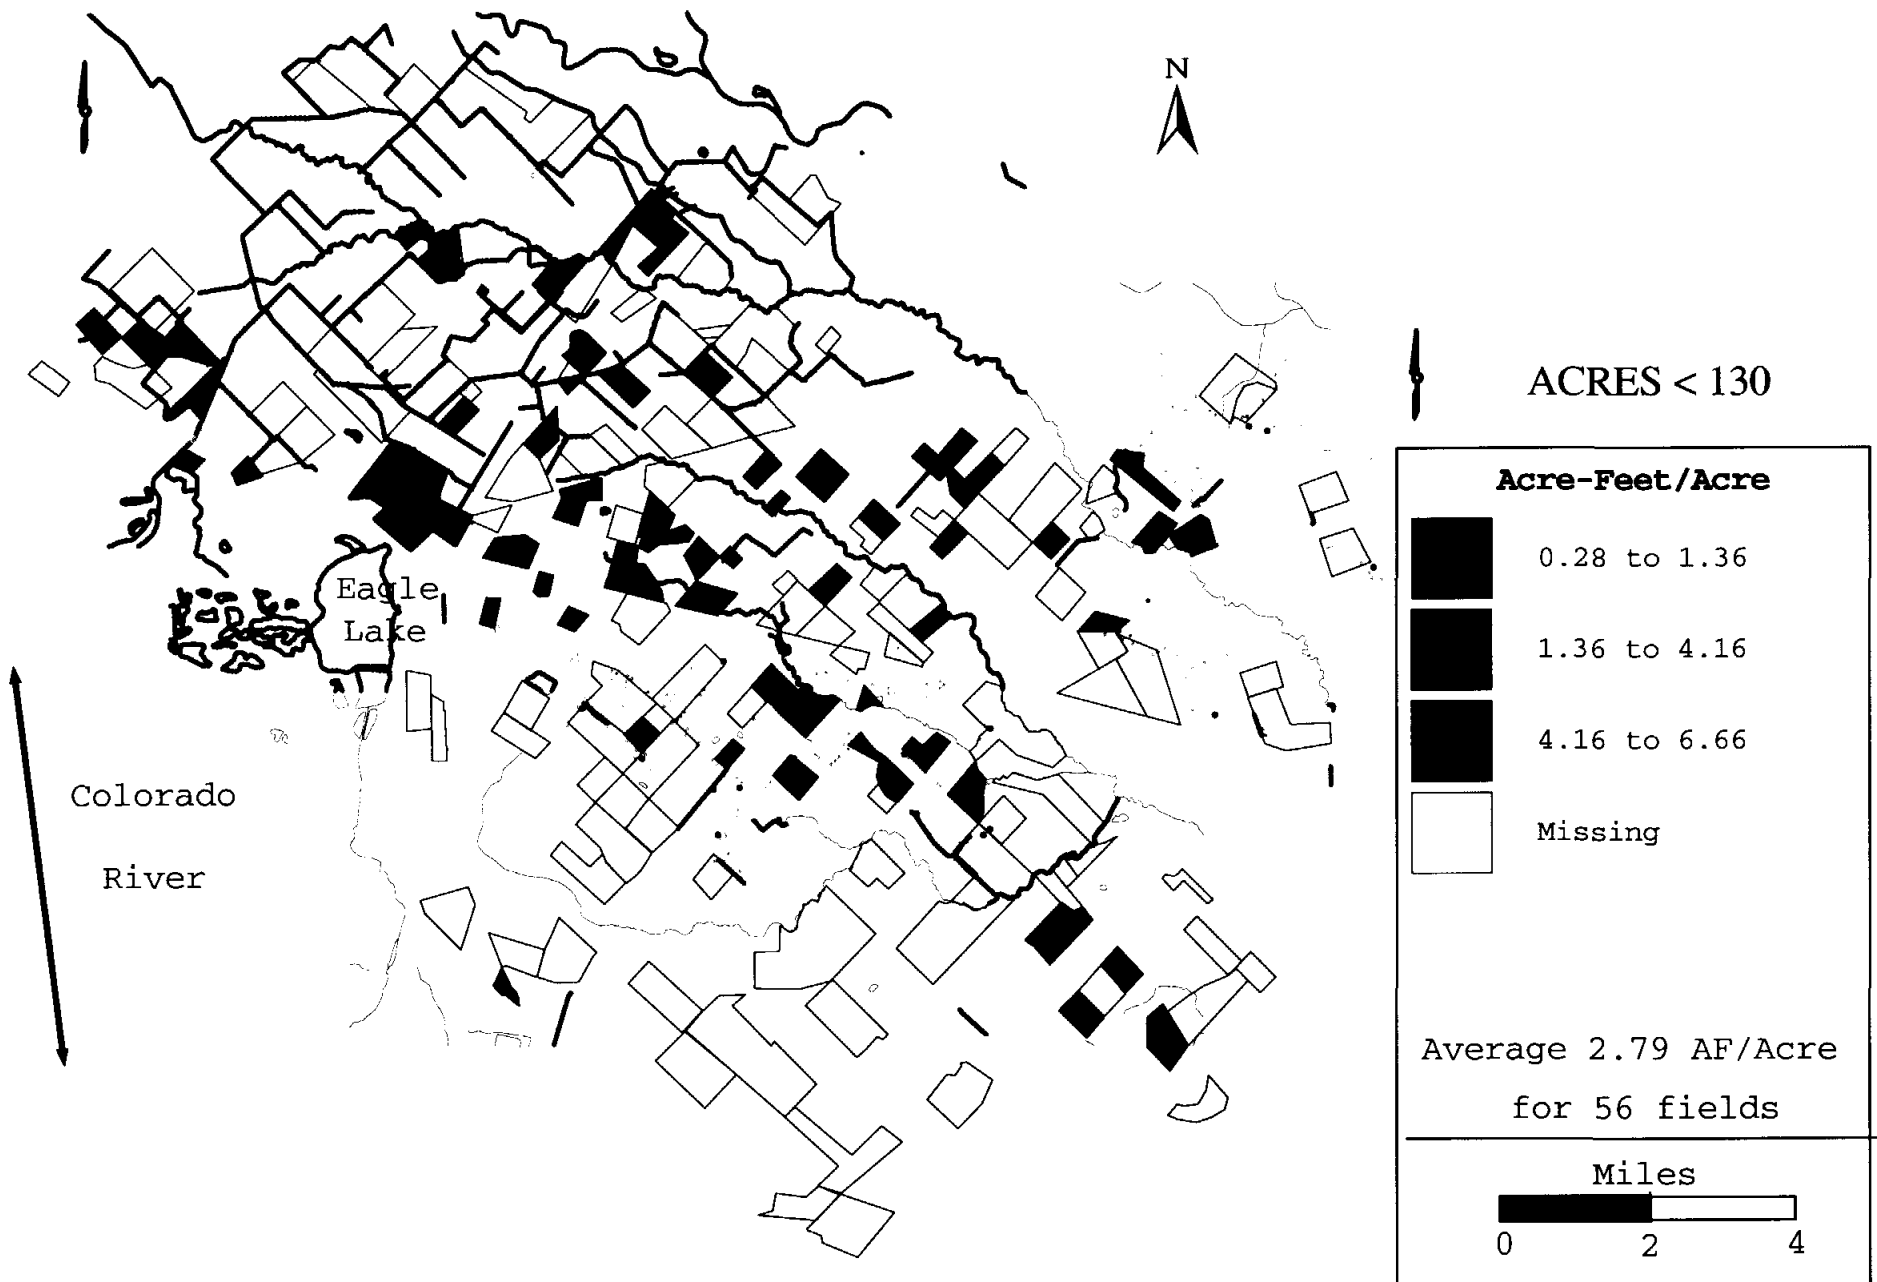 N
ACRES < 130
Acre-Feet/Acre
0.28 to 1.36
1.36 to 4.16
4.16 to 6.66
Missing
Eagle
Lake
Colorado
River
Average 2.79 AF/Acre
for 56 fields
Miles
0 2 4